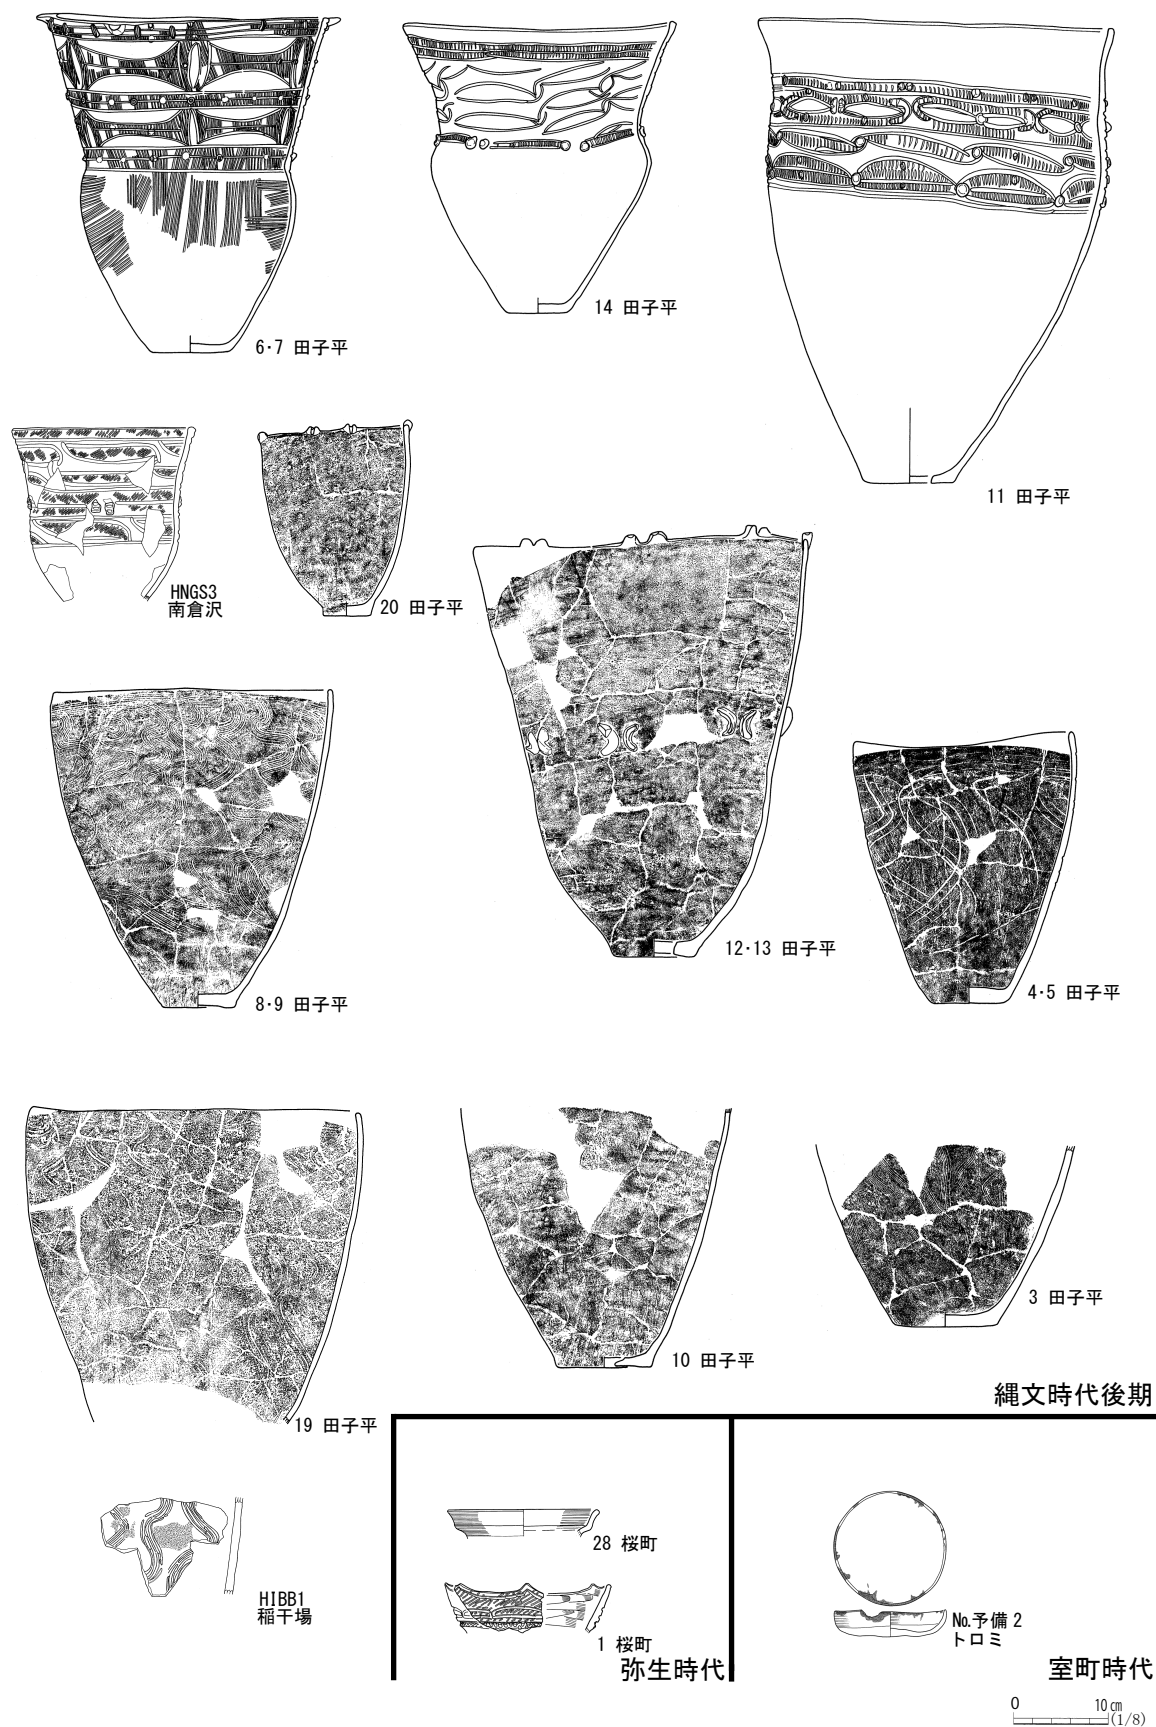 6･7 田子平
14 田子平
11 田子平
HNGS3
南倉沢
20 田子平
12･13 田子平
8･9 田子平
4･5 田子平
19 田子平
10 田子平
3 田子平
縄文時代後期
HIBB1
稲干場
28 桜町
1 桜町
弥生時代
No.予備 2
トロミ
室町時代
0 10㎝
(1/8)